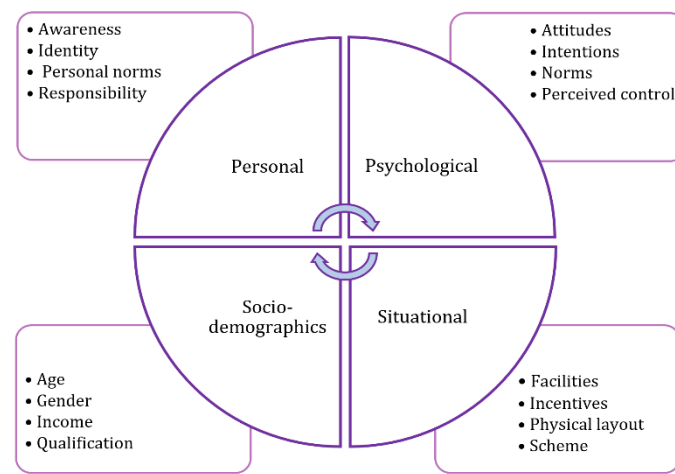 • Awareness
• Identity
• Personal norms
• Responsibility
• Attitudes
• Intentions
• Norms
• Perceived control
Personal
Psychological
Socio-
demographics
Situational
• Age
• Gender
• Income
• Qualification
• Facilities
• Incentives
• Physical layout
• Scheme